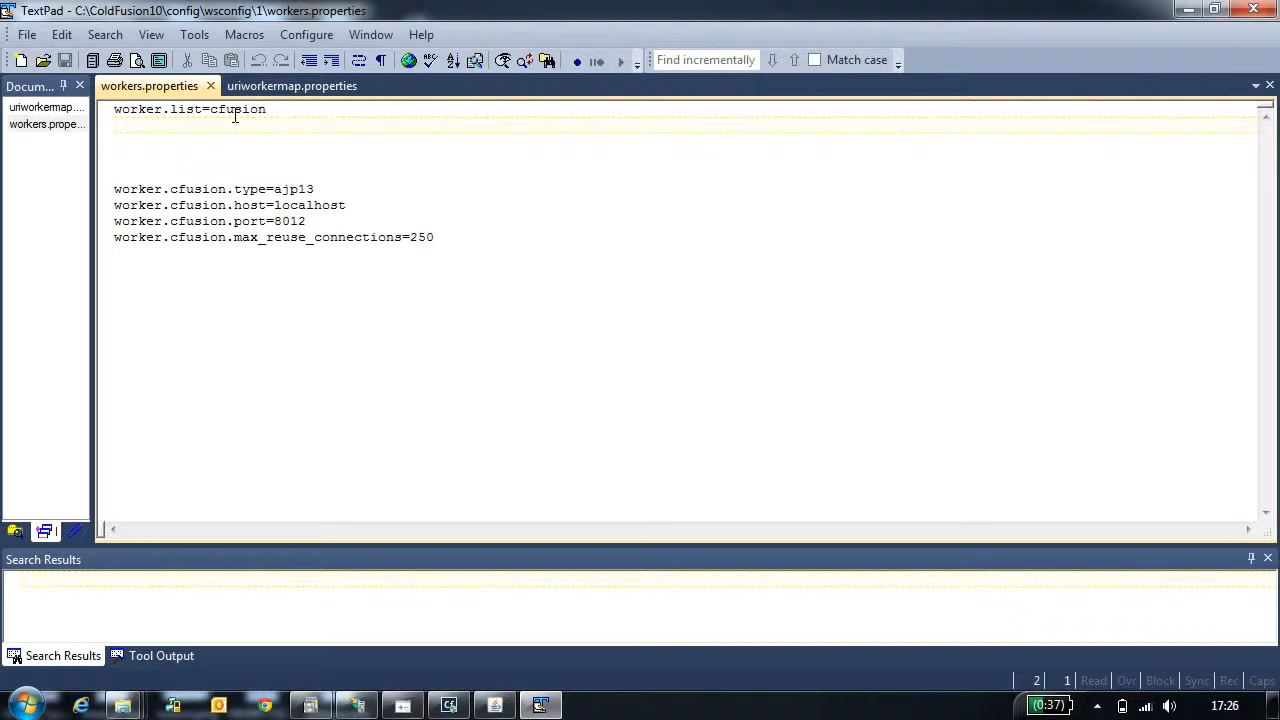 TextPad - C:\ColdFusion10\config\wsconfig\1\workers.properties
File Edit Search View Tools Macros Configure Window Help
Find incrementally Match case
Docum...
workers.properties uriworkermap.properties
uriworkermap....
workers.prope...
worker.list=cfusion
worker.cfusion.type=ajp13
worker.cfusion.host=localhost
worker.cfusion.port=8012
worker.cfusion.max_reuse_connections=250
Search Results
Search Results Tool Output
2 1 Read Ovr Block Sync Rec Caps
(0:37) 17:26